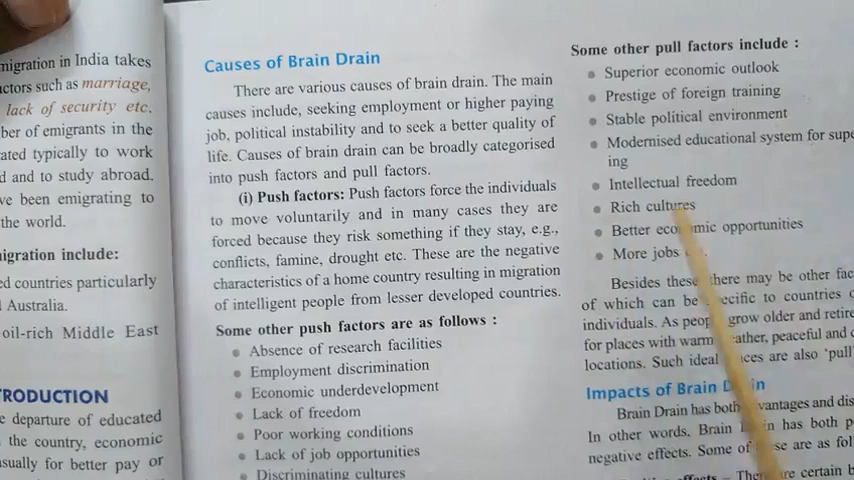 migration in India takes
factors such as marriage,
lack of security etc.
ber of emigrants in the
ated typically to work
d and to study abroad.
ve been emigrating to
the world.
migration include:
ed countries particularly
Australia.
oil-rich Middle East
TRODUCTION
e departure of educated
the country, economic
sually for better pay or
Causes of Brain Drain
There are various causes of brain drain. The main
causes include, seeking employment or higher paying
job, political instability and to seek a better quality of
life. Causes of brain drain can be broadly categorised
into push factors and pull factors.
(i) Push factors: Push factors force the individuals
to move voluntarily and in many cases they are
forced because they risk something if they stay, e.g.,
conflicts, famine, drought etc. These are the negative
characteristics of a home country resulting in migration
of intelligent people from lesser developed countries.
Some other push factors are as follows :
Absence of research facilities
Employment discrimination
Economic underdevelopment
Lack of freedom
Poor working conditions
Lack of job opportunities
Discriminating cultures
Some other pull factors include :
Superior economic outlook
Prestige of foreign training
Stable political environment
Modernised educational system for supe
ing
Intellectual freedom
Rich cultures
Better economic opportunities
More jobs
Besides these there may be other fac
of which can be specific to countries
individuals. As people grow older and retire
for places with warm weather, peaceful and
locations. Such ideal places are also 'pull'
Impacts of Brain Drain
Brain Drain has both advantages and dis
In other words, Brain Drain has both p
negative effects. Some of these are as foll
effects – There are certain b